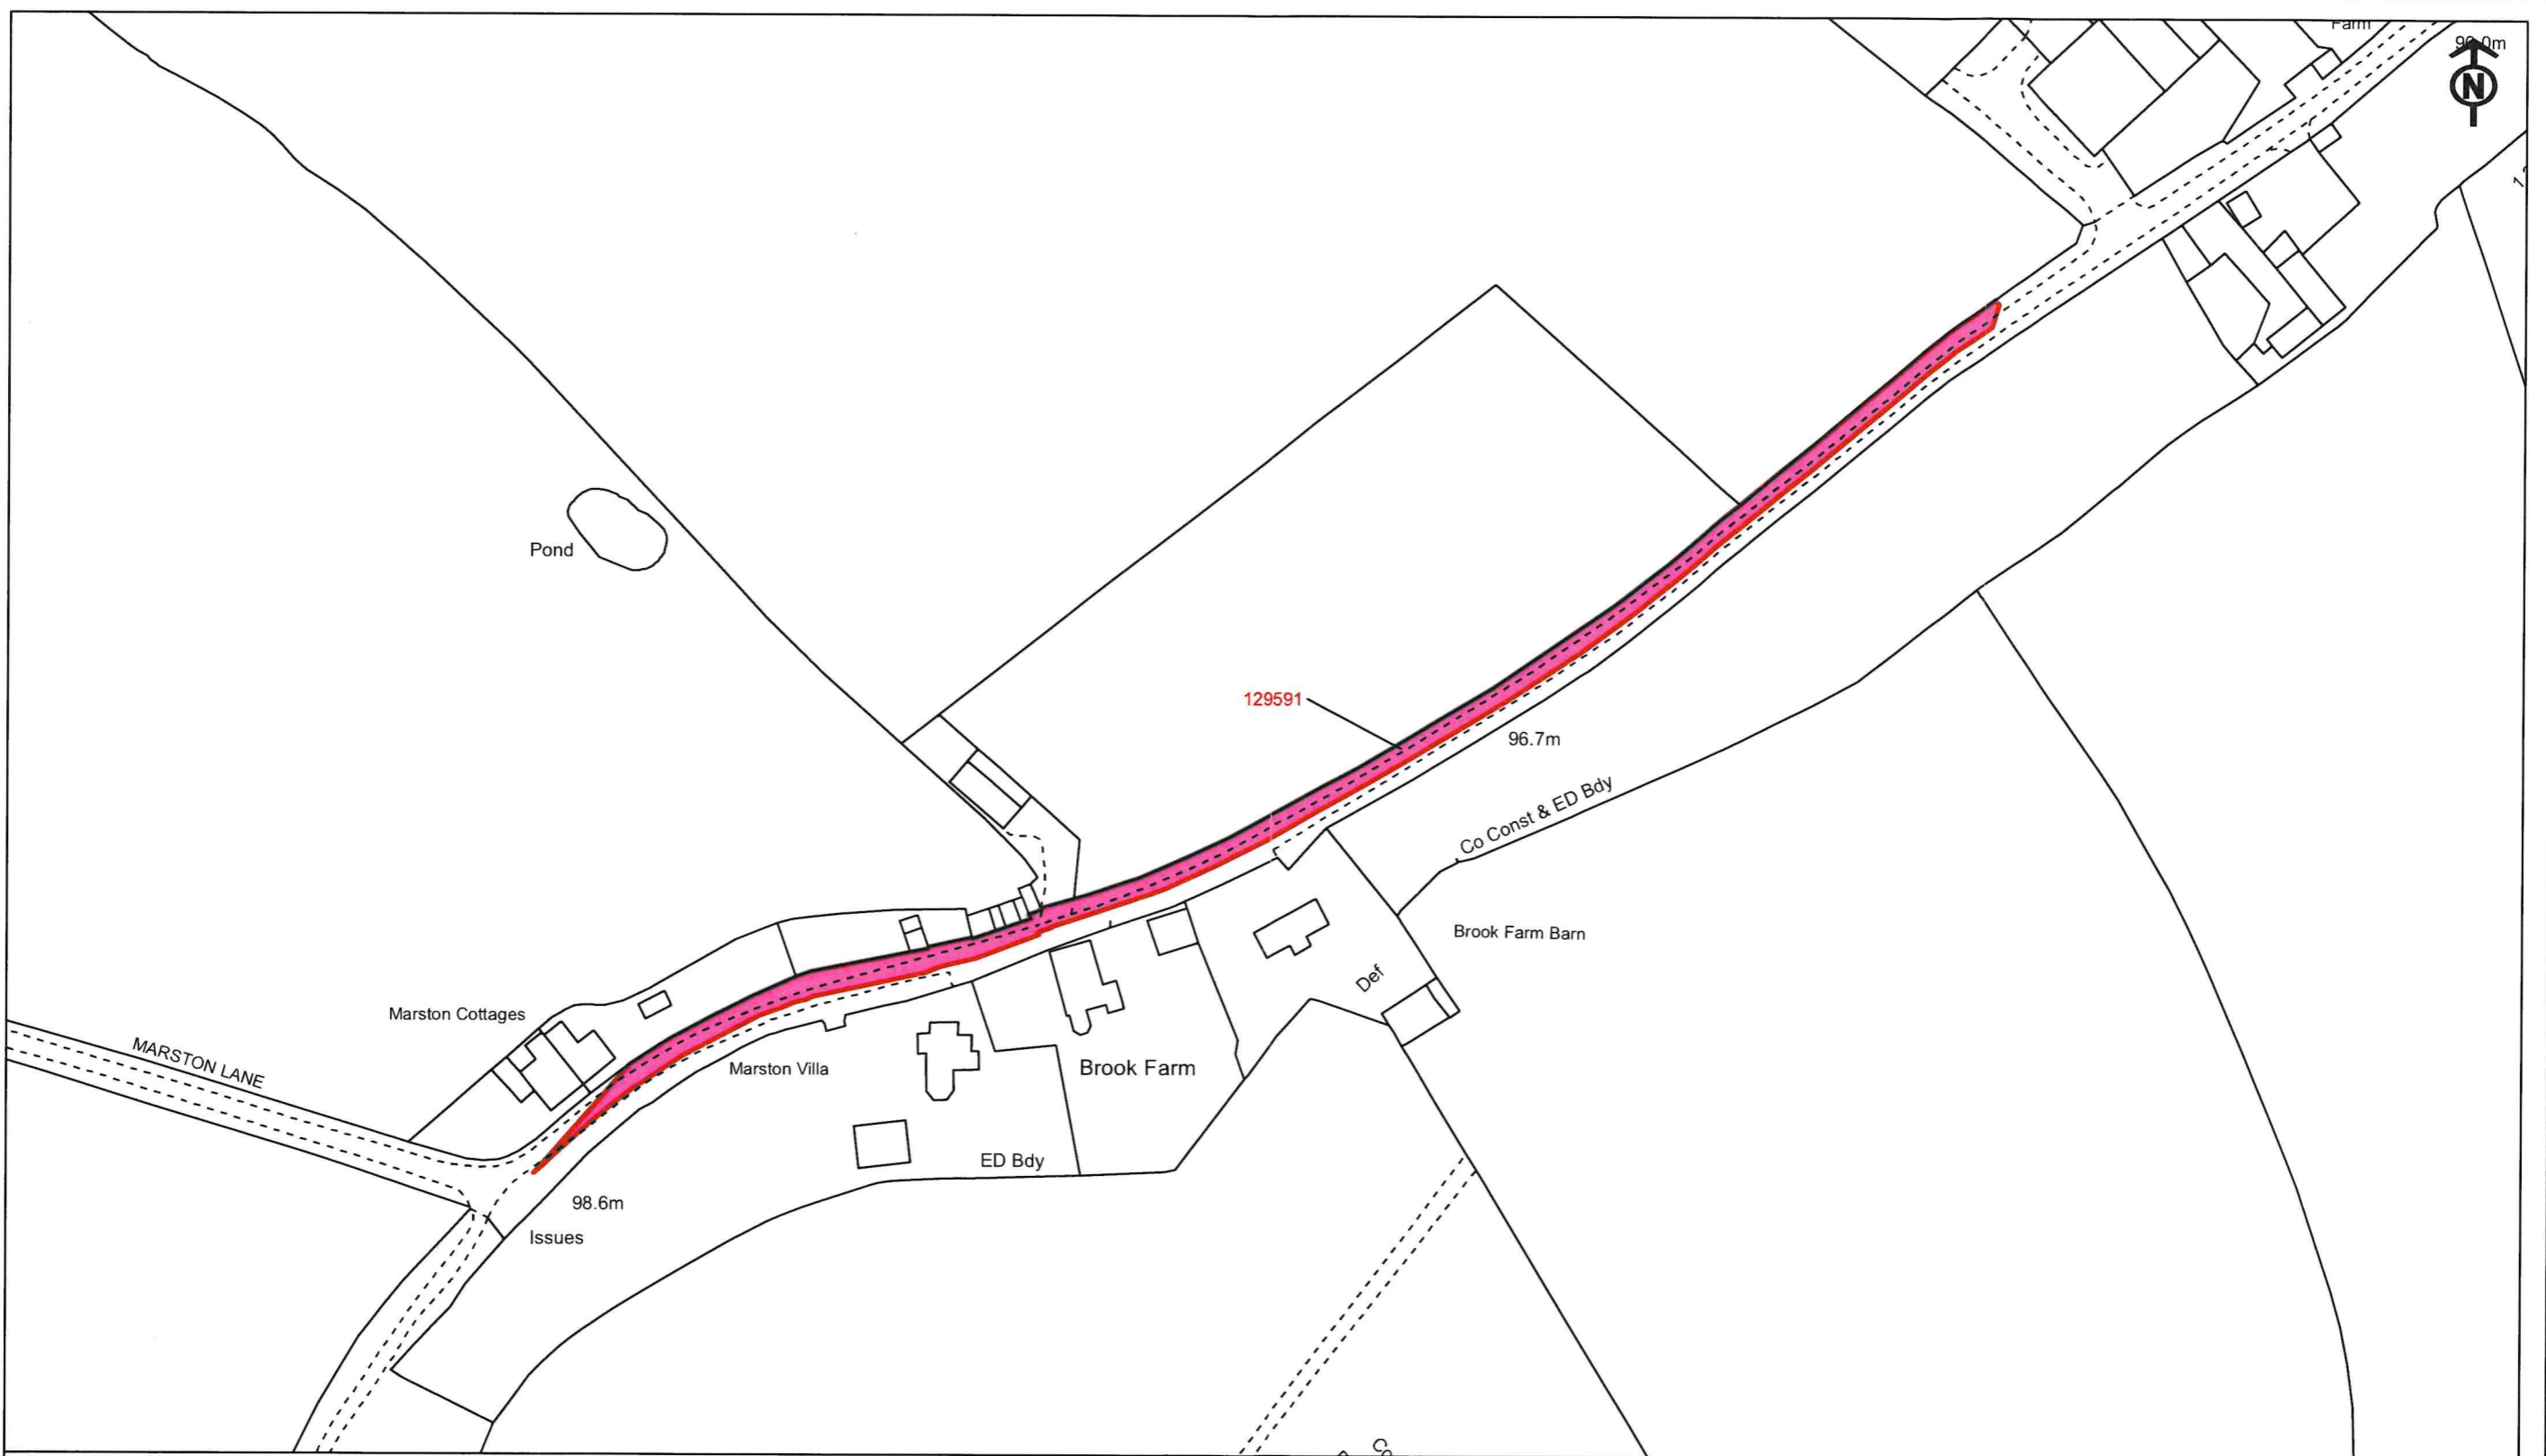 Farm
N
Pond
129591
96.7m
Co Const & ED Bdy
Brook Farm Barn
Def
Marston Cottages
MARSTON LANE
Marston Villa
Brook Farm
ED Bdy
98.6m
Issues